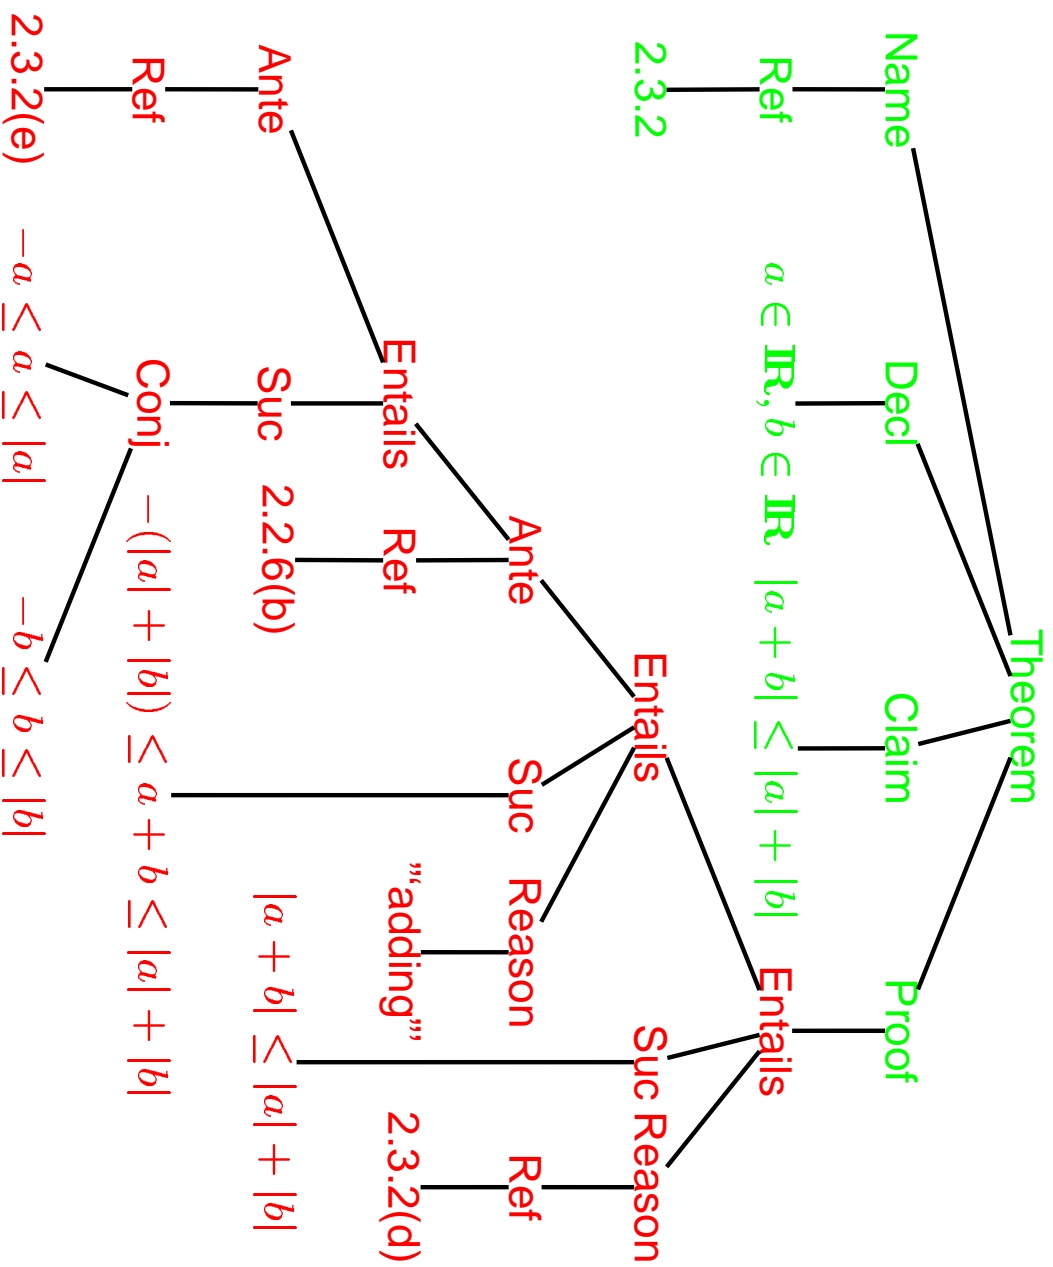 Theorem
Name Decl Claim Proof
Ref a ∈ ℝ, b ∈ ℝ |a + b| ≤ |a| + |b| Entails
2.3.2 Entails Suc Reason
Ante Suc Reason Ref
Entails Ref ”‘adding”’ 2.3.2(d)
Ante Suc 2.2.6(b) |a + b| ≤ |a| + |b|
Ref Conj −(|a| + |b|) ≤ a + b ≤ |a| + |b|
2.3.2(e) −a ≤ a ≤ |a| −b ≤ b ≤ |b|